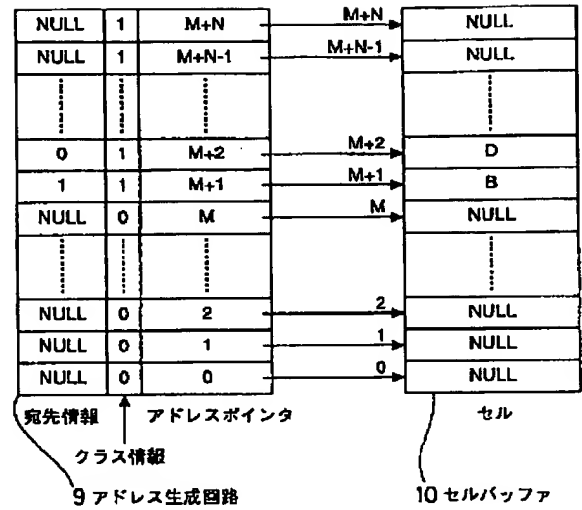 NULL 1 M+N M+N NULL
NULL 1 M+N-1 M+N-1 NULL
0 1 M+2 M+2 D
1 1 M+1 M+1 B
NULL 0 M M NULL
NULL 0 2 2 NULL
NULL 0 1 1 NULL
NULL 0 0 0 NULL
宛先情報 アドレスポインタ セル
クラス情報
9 アドレス生成回路 10 セルバッファ